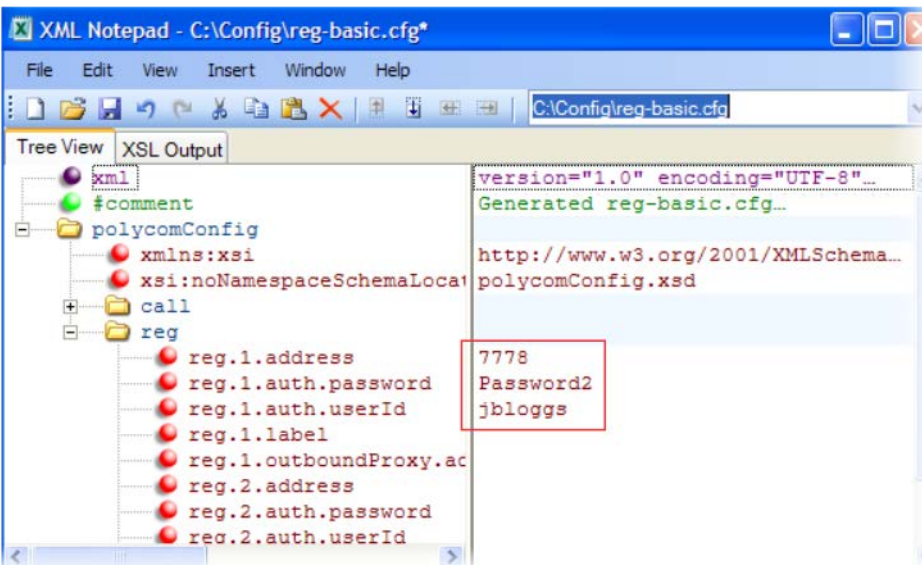 XML Notepad - C:\Config\reg-basic.cfg*
File Edit View Insert Window Help
C:\Config\reg-basic.cfg
Tree View XSL Output
xml version="1.0" encoding="UTF-8"…
#comment Generated reg-basic.cfg…
polycomConfig
xmlns:xsi http://www.w3.org/2001/XMLSchema…
xsi:noNamespaceSchemaLocat polycomConfig.xsd
call
reg
reg.1.address 7778
reg.1.auth.password Password2
reg.1.auth.userId jbloggs
reg.1.label
reg.1.outboundProxy.ad
reg.2.address
reg.2.auth.password
reg.2.auth.userId